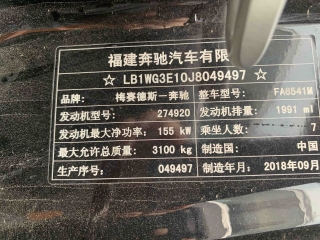 福建奔驰汽车有限
☆ LB1WG3E10J8049497 ☆
品牌: 梅赛德斯－奔驰 整车型号: FA6541M
发动机型号: 274920 发动机排量: 1991 ml
发动机最大净功率: 155 kW 乘坐人数: 7
最大允许总质量: 3100 kg 制造国: 中国
生产序号: 049497 制造年月: 2018年09月